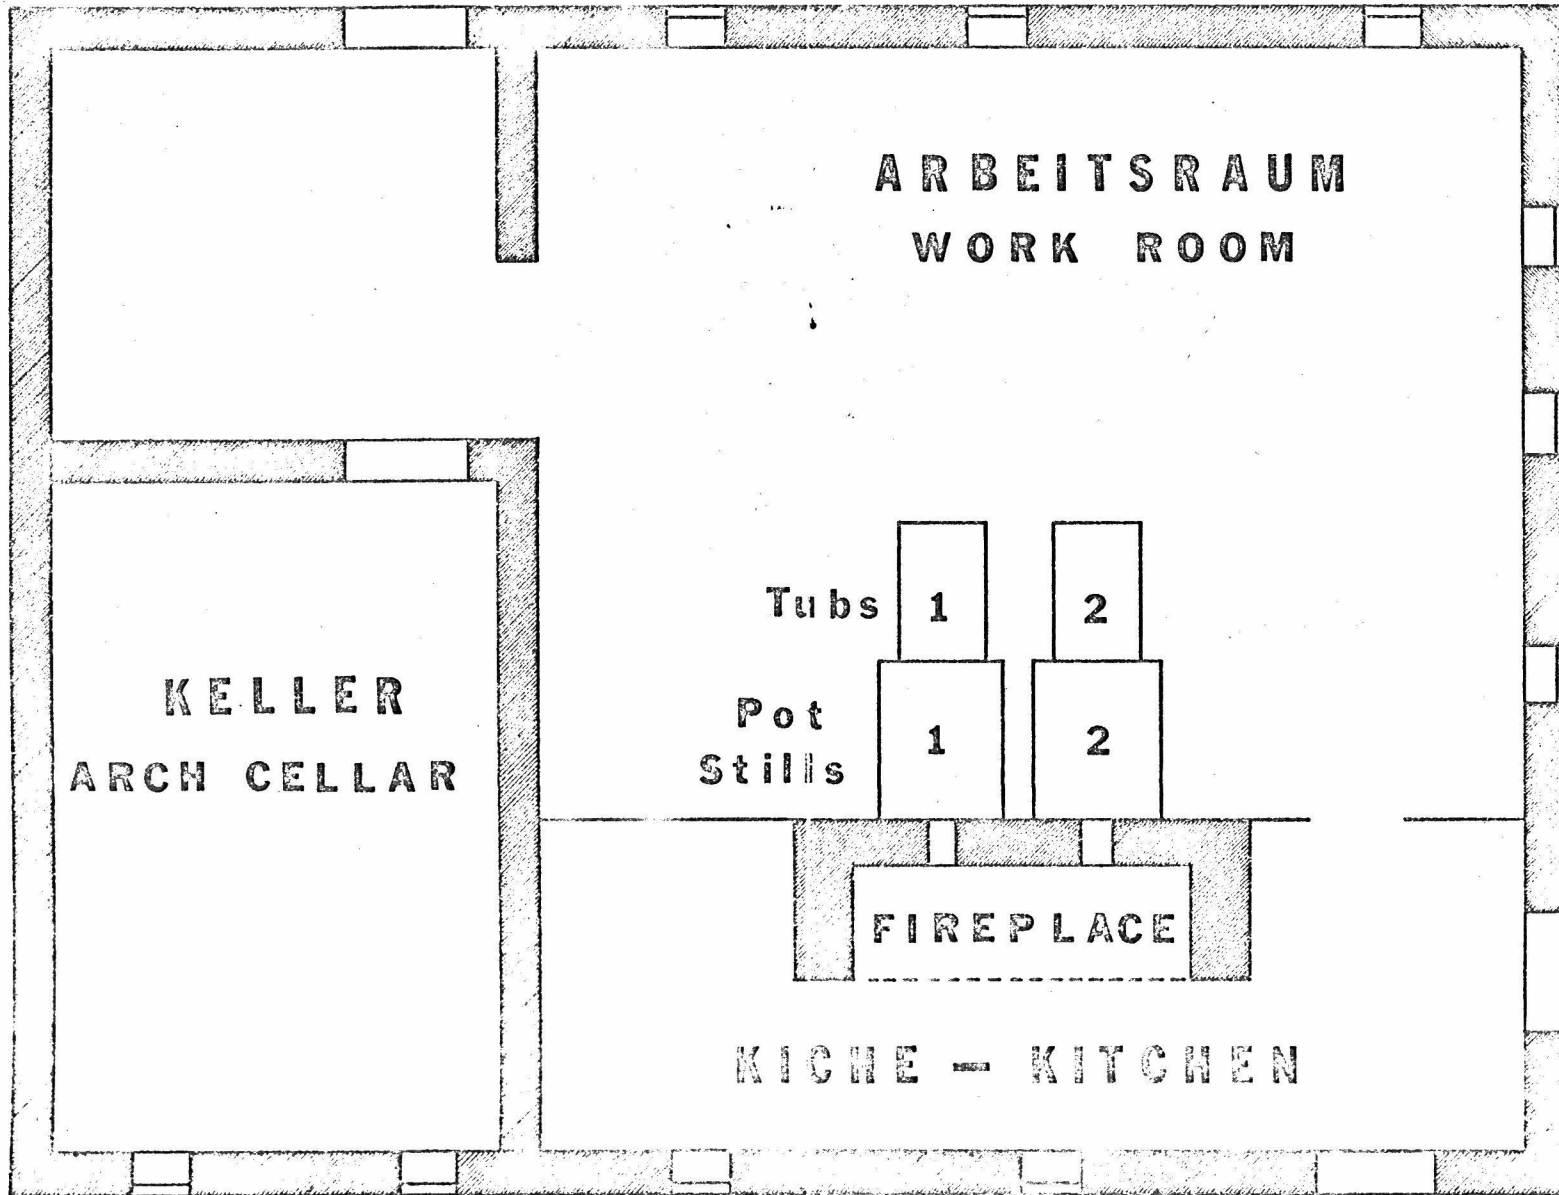 ARBEITSRAUM
WORK ROOM
Tubs 1 2
Pot
Stills 1 2
KELLER
ARCH CELLAR
FIREPLACE
KICHE — KITCHEN